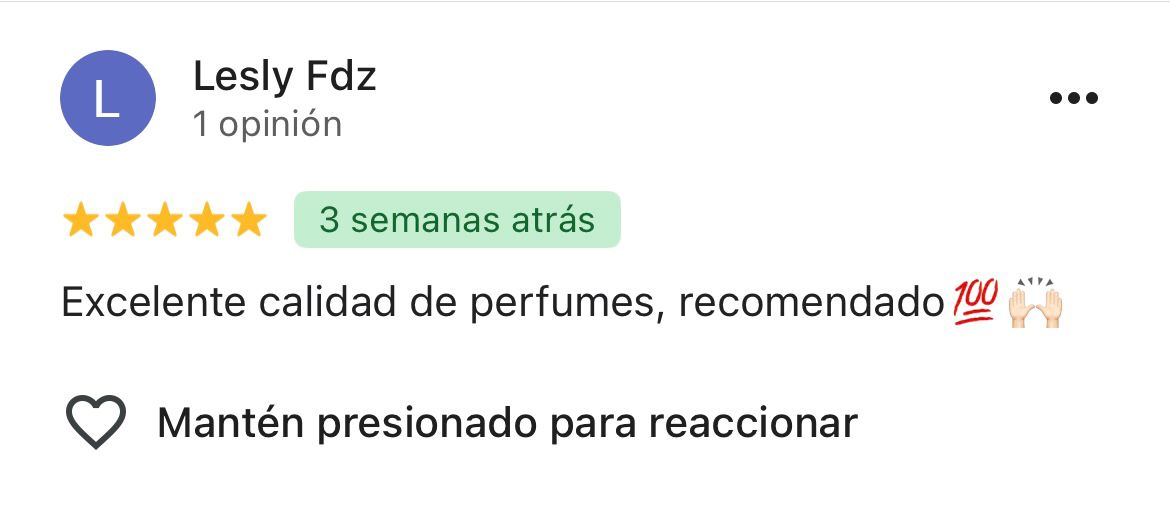 L
Lesly Fdz
1 opinión
3 semanas atrás
Excelente calidad de perfumes, recomendado💯🙌🏻
Mantén presionado para reaccionar